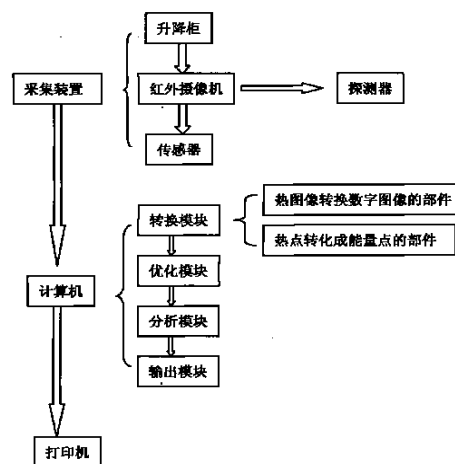 升降柜
采集装置
红外摄像机
探测器
传感器
转换模块
热图像转换数字图像的部件
热点转化成能量点的部件
优化模块
计算机
分析模块
输出模块
打印机